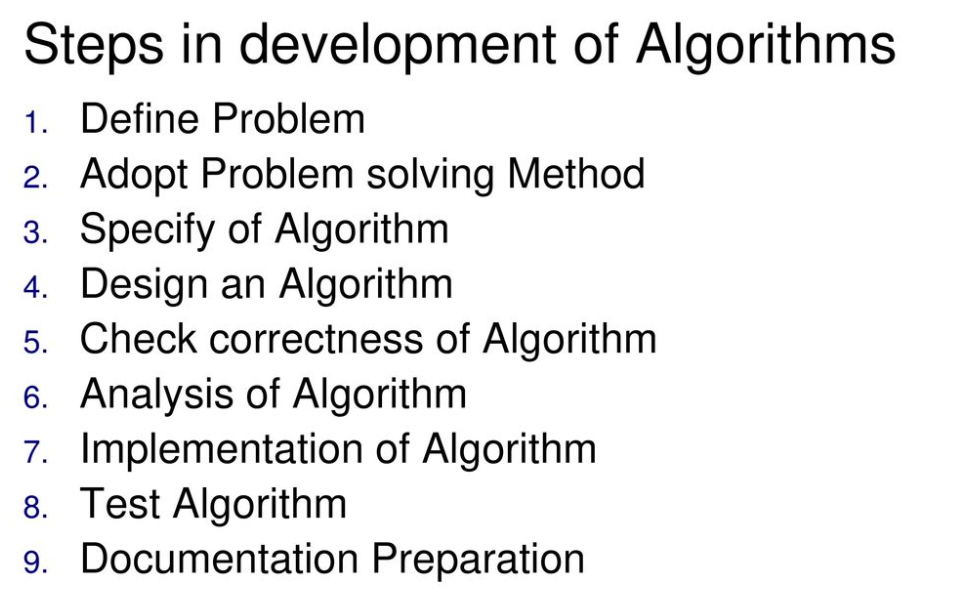 Steps in development of Algorithms
1. Define Problem
2. Adopt Problem solving Method
3. Specify of Algorithm
4. Design an Algorithm
5. Check correctness of Algorithm
6. Analysis of Algorithm
7. Implementation of Algorithm
8. Test Algorithm
9. Documentation Preparation